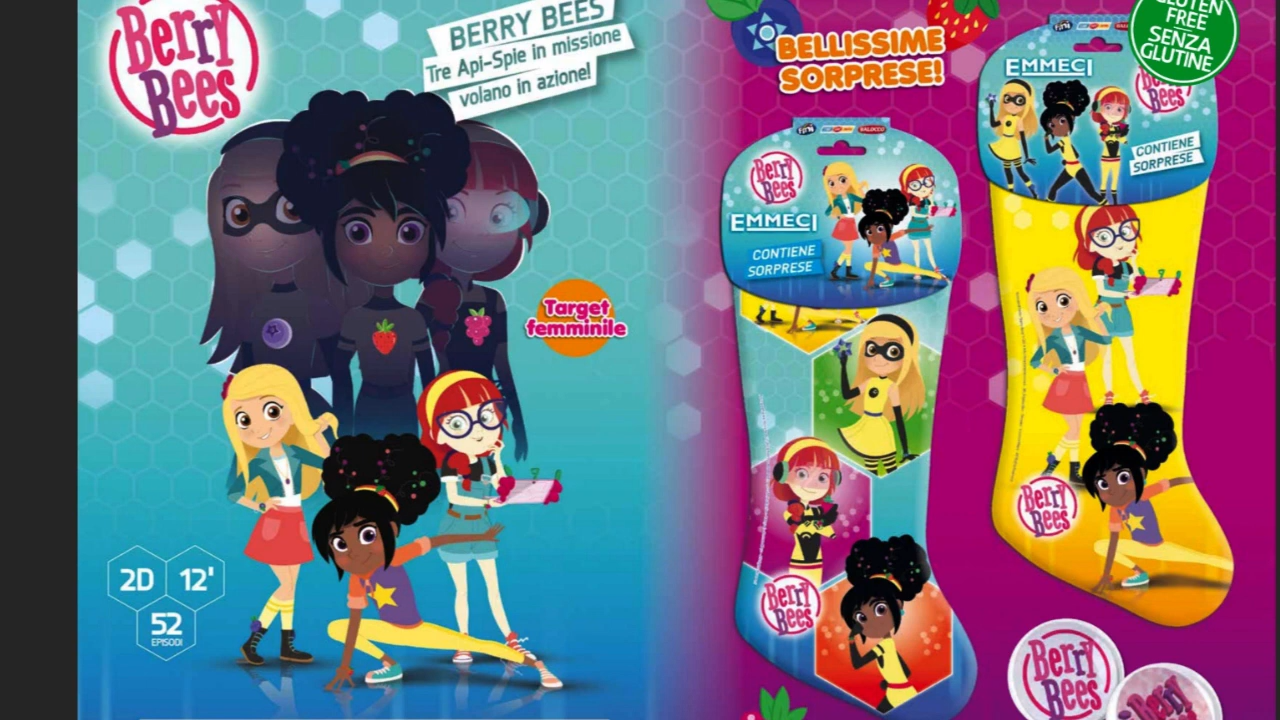 Berry
Bees
BERRY BEES
Tre Api-Spie in missione
volano in azione!
Target
femminile
2D
12'
52
EPISODI
BELLISSIME
SORPRESE!
GLUTEN
FREE
SENZA
GLUTINE
Berry
Bees
EMMECI
CONTIENE
SORPRESE
Berry
Bees
EMMECI
Berry
Bees
CONTIENE
SORPRESE
Berry
Bees
Berry
Bees
Berry
Bees